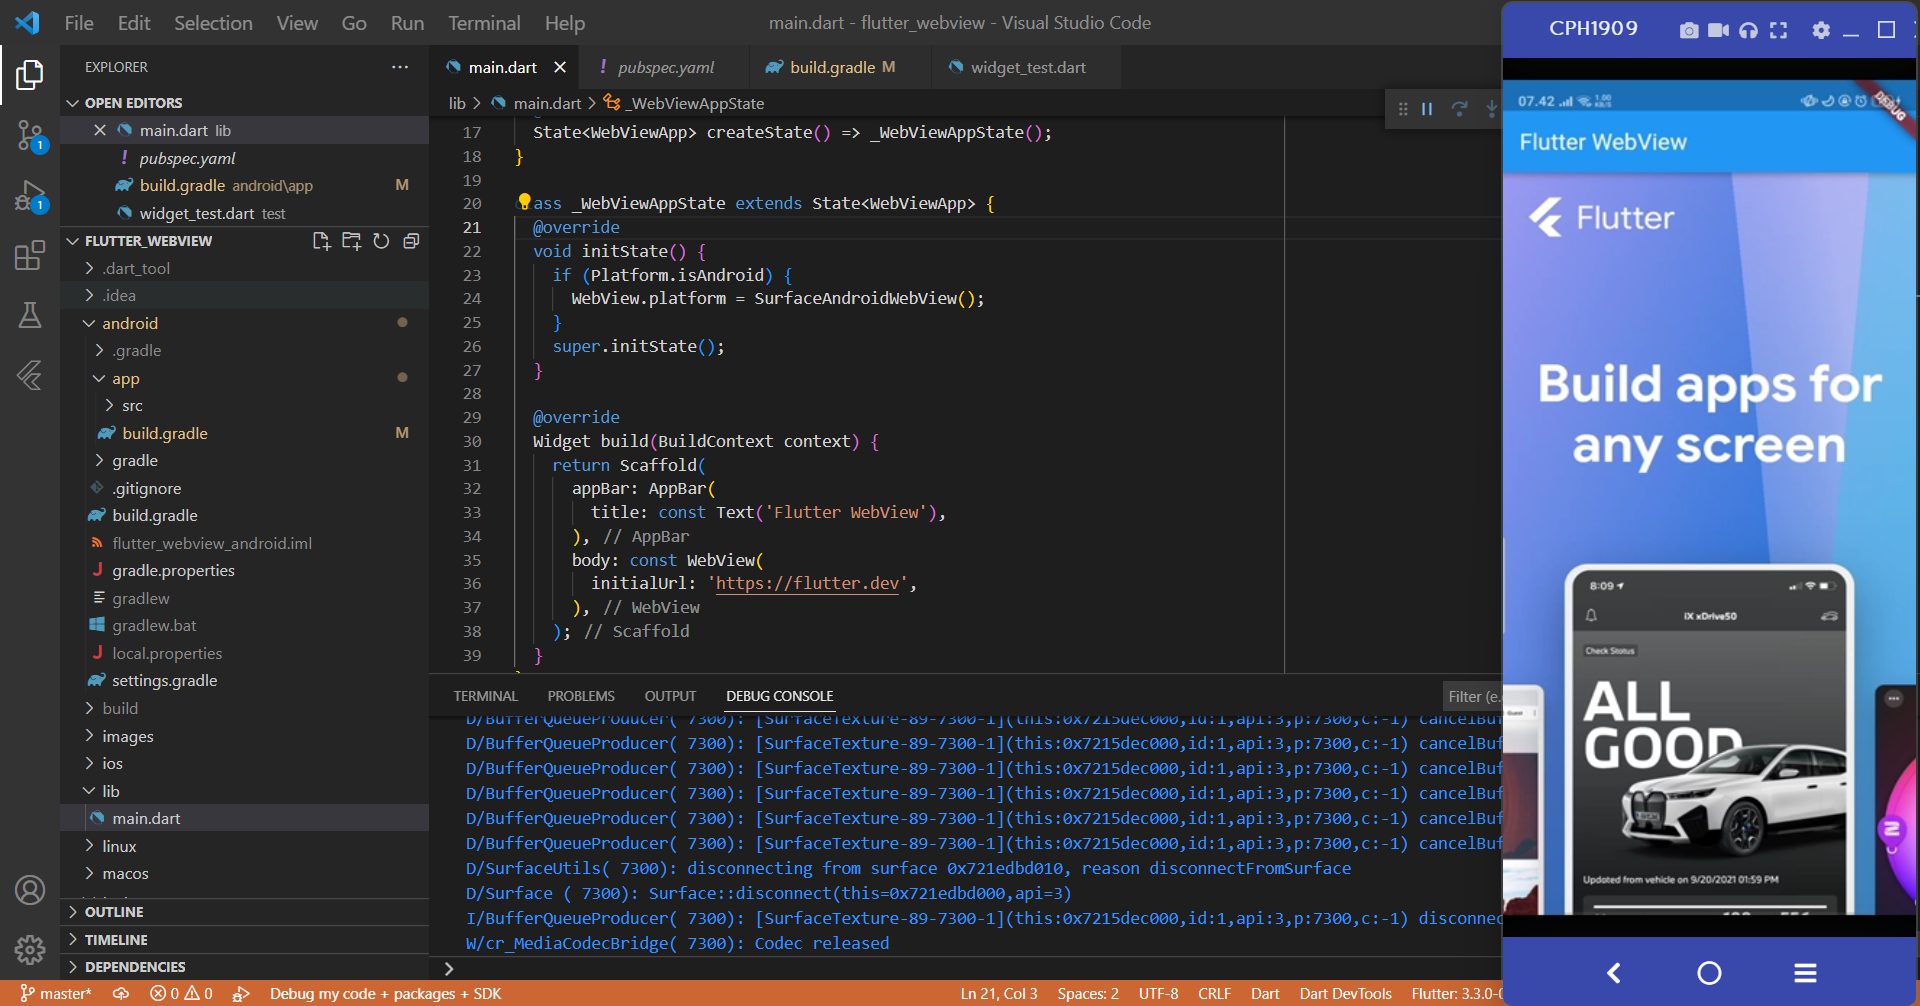 File Edit Selection View Go Run Terminal Help
main.dart - flutter_webview - Visual Studio Code
EXPLORER
OPEN EDITORS
main.dart lib
! pubspec.yaml
build.gradle android\app M
widget_test.dart test
FLUTTER_WEBVIEW
.dart_tool
.idea
android
.gradle
app
src
build.gradle M
gradle
.gitignore
build.gradle
flutter_webview_android.iml
gradle.properties
gradlew
gradlew.bat
local.properties
settings.gradle
build
images
ios
lib
main.dart
linux
macos
OUTLINE
TIMELINE
DEPENDENCIES
1
1
main.dart
! pubspec.yaml
build.gradle M
widget_test.dart
lib > main.dart > _WebViewAppState
17 State<WebViewApp> createState() => _WebViewAppState();
18 }
19
20 ass _WebViewAppState extends State<WebViewApp> {
21 @override
22 void initState() {
23 if (Platform.isAndroid) {
24 WebView.platform = SurfaceAndroidWebView();
25 }
26 super.initState();
27 }
28
29 @override
30 Widget build(BuildContext context) {
31 return Scaffold(
32 appBar: AppBar(
33 title: const Text('Flutter WebView'),
34 ), // AppBar
35 body: const WebView(
36 initialUrl: 'https://flutter.dev',
37 ), // WebView
38 ); // Scaffold
39 }
TERMINAL PROBLEMS OUTPUT DEBUG CONSOLE
Filter (e.
D/BufferQueueProducer( 7300): [SurfaceTexture-89-7300-1](this:0x7215dec000,id:1,api:3,p:7300,c:-1) cancelBuf
D/BufferQueueProducer( 7300): [SurfaceTexture-89-7300-1](this:0x7215dec000,id:1,api:3,p:7300,c:-1) cancelBuf
D/BufferQueueProducer( 7300): [SurfaceTexture-89-7300-1](this:0x7215dec000,id:1,api:3,p:7300,c:-1) cancelBuf
D/BufferQueueProducer( 7300): [SurfaceTexture-89-7300-1](this:0x7215dec000,id:1,api:3,p:7300,c:-1) cancelBuf
D/BufferQueueProducer( 7300): [SurfaceTexture-89-7300-1](this:0x7215dec000,id:1,api:3,p:7300,c:-1) cancelBuf
D/BufferQueueProducer( 7300): [SurfaceTexture-89-7300-1](this:0x7215dec000,id:1,api:3,p:7300,c:-1) cancelBuf
D/SurfaceUtils( 7300): disconnecting from surface 0x721edbd010, reason disconnectFromSurface
D/Surface ( 7300): Surface::disconnect(this=0x721edbd000,api=3)
I/BufferQueueProducer( 7300): [SurfaceTexture-89-7300-1](this:0x7215dec000,id:1,api:3,p:7300,c:-1) disconnec
W/cr_MediaCodecBridge( 7300): Codec released
master* 0 0 Debug my code + packages + SDK
Ln 21, Col 3 Spaces: 2 UTF-8 CRLF Dart Dart DevTools Flutter: 3.3.0-
CPH1909
07.42 1.00 KB/S
DEBUG
Flutter WebView
Flutter
Build apps for
any screen
8:09
iX xDrive50
Check Status
ALL
GOOD
Updated from vehicle on 9/20/2021 01:59 PM